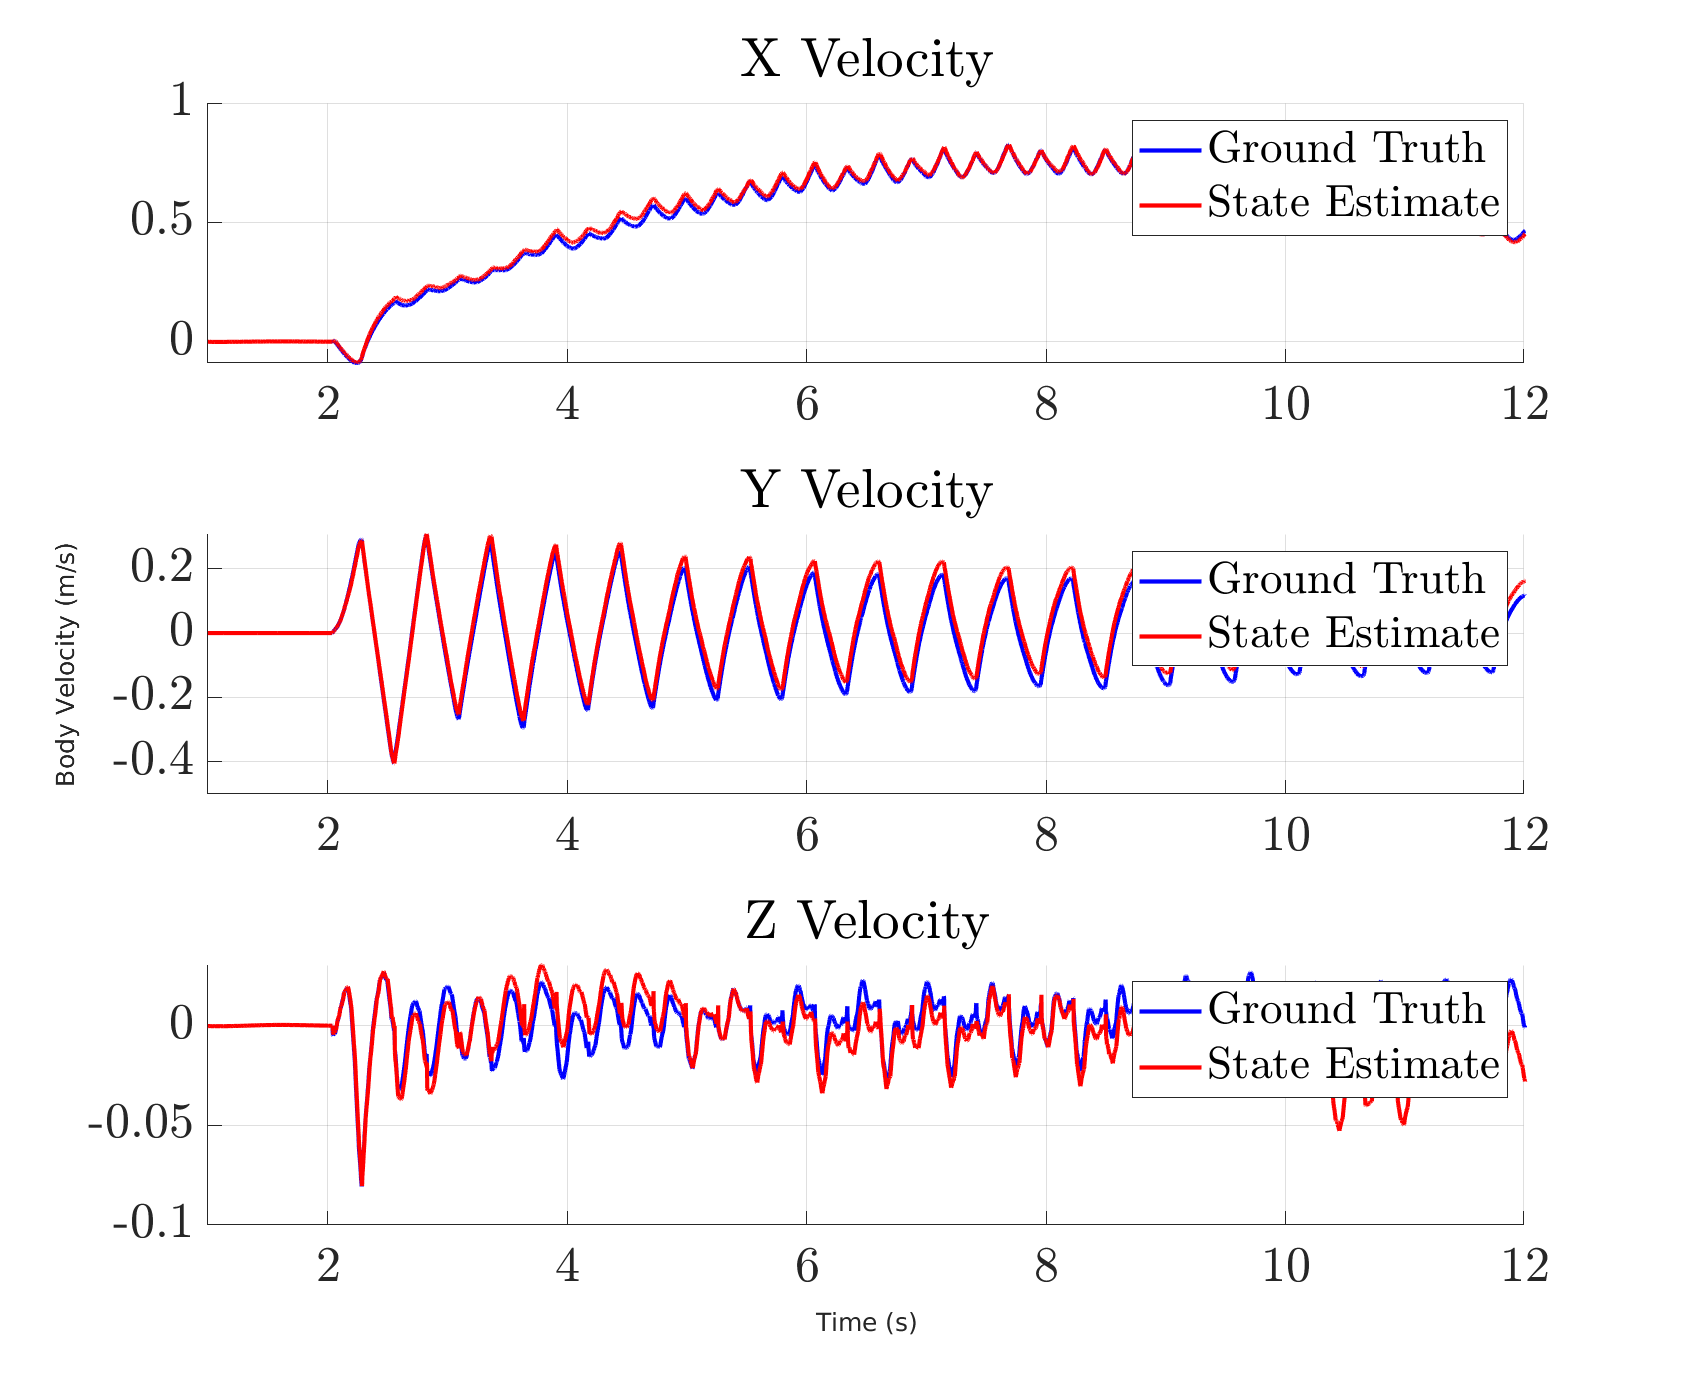 X Velocity
1
0.5
0
Ground Truth
State Estimate
2 4 6 8 10 12
Y Velocity
Body Velocity (m/s)
0.2
0
-0.2
-0.4
Ground Truth
State Estimate
2 4 6 8 10 12
Z Velocity
0
-0.05
-0.1
Ground Truth
State Estimate
2 4 6 8 10 12
Time (s)